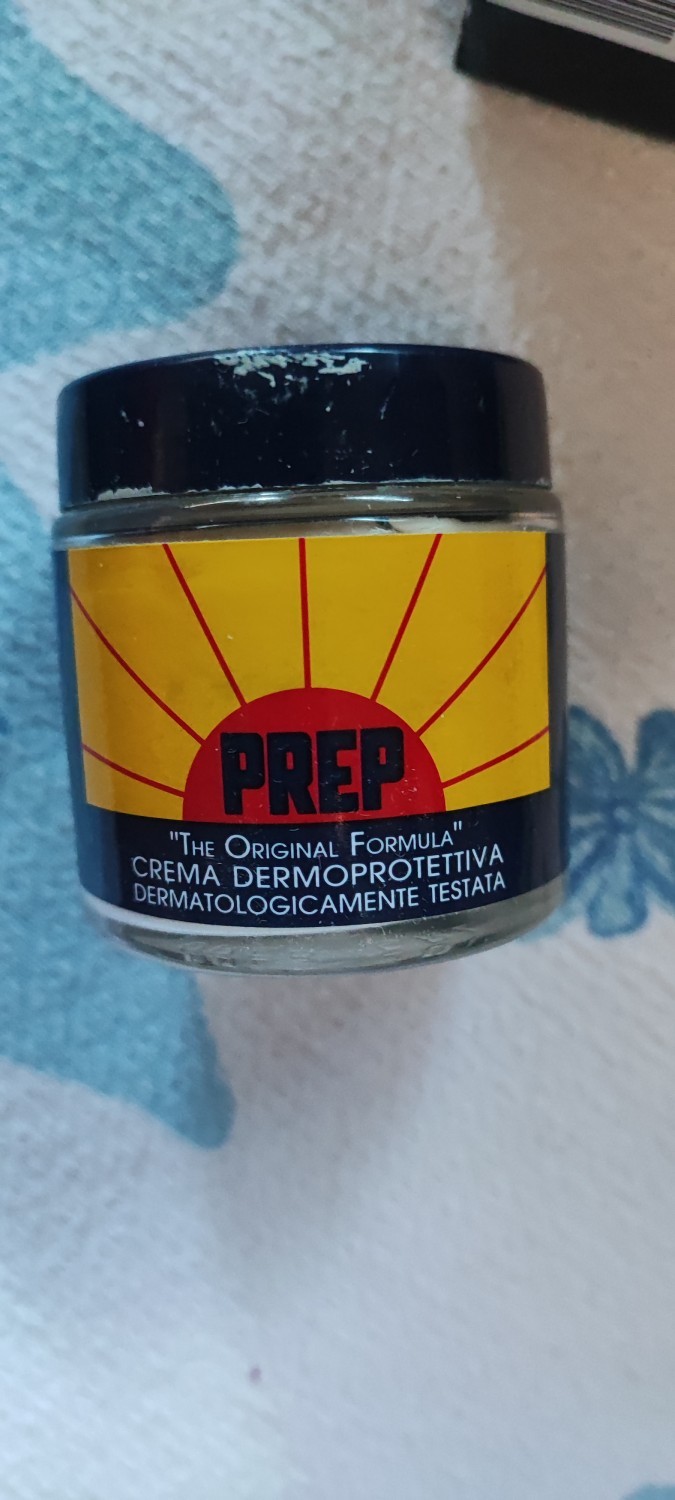 PREP
"THE ORIGINAL FORMULA"
CREMA DERMOPROTETTIVA
DERMATOLOGICAMENTE TESTATA